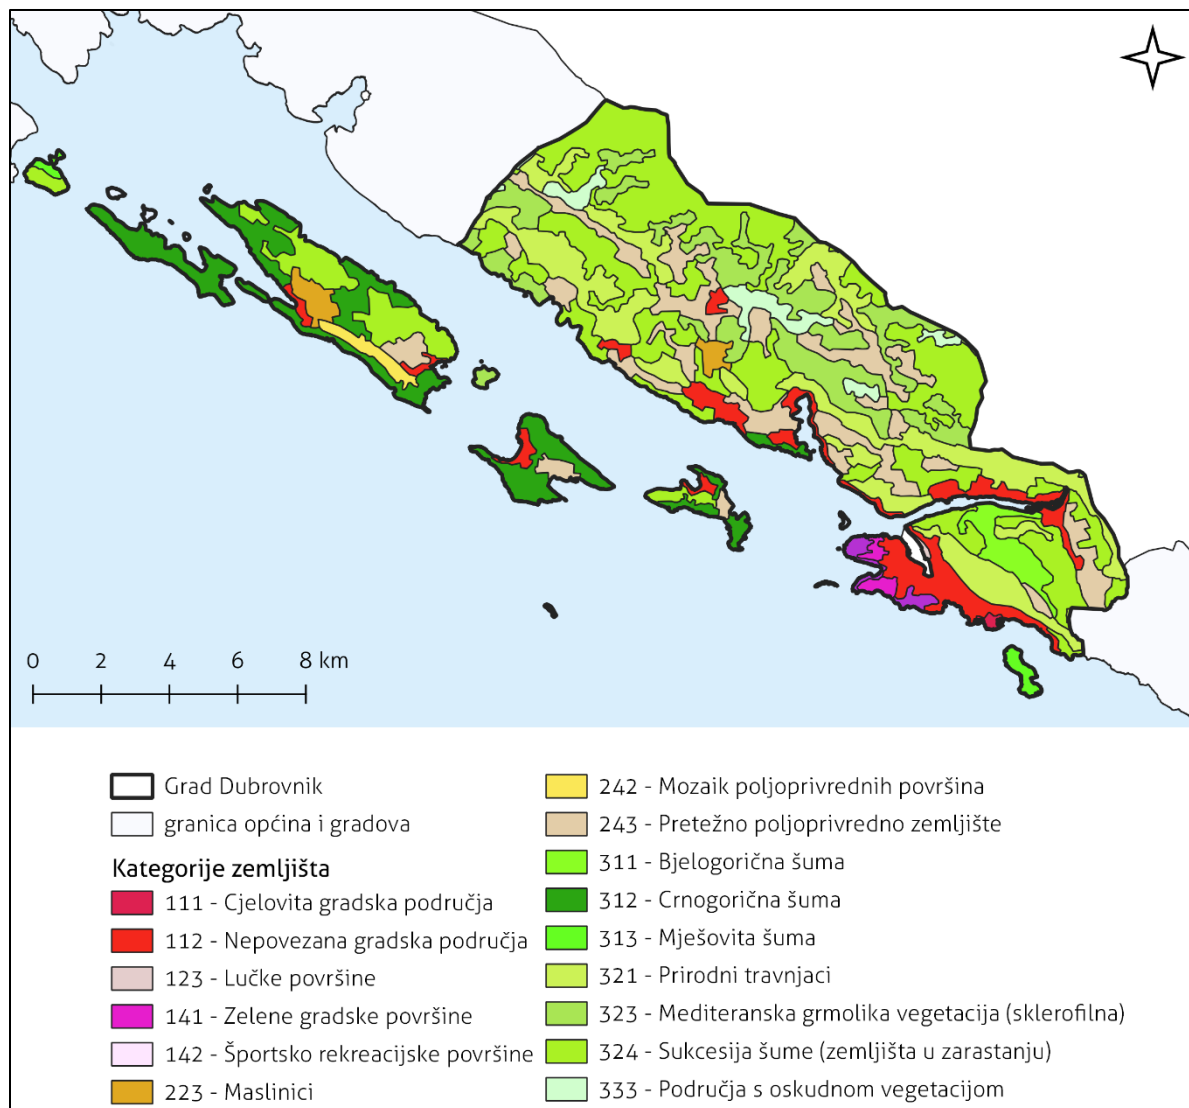 0 2 4 6 8 km
Grad Dubrovnik
granica općina i gradova
Kategorije zemljišta
111 - Cjelovita gradska područja
112 - Nepovezana gradska područja
123 - Lučke površine
141 - Zelene gradske površine
142 - Športsko rekreacijske površine
223 - Maslinici
242 - Mozaik poljoprivrednih površina
243 - Pretežno poljoprivredno zemljište
311 - Bjelogorična šuma
312 - Crnogorična šuma
313 - Mješovita šuma
321 - Prirodni travnjaci
323 - Mediteranska grmolika vegetacija (sklerofilna)
324 - Sukcesija šume (zemljišta u zarastanju)
333 - Područja s oskudnom vegetacijom